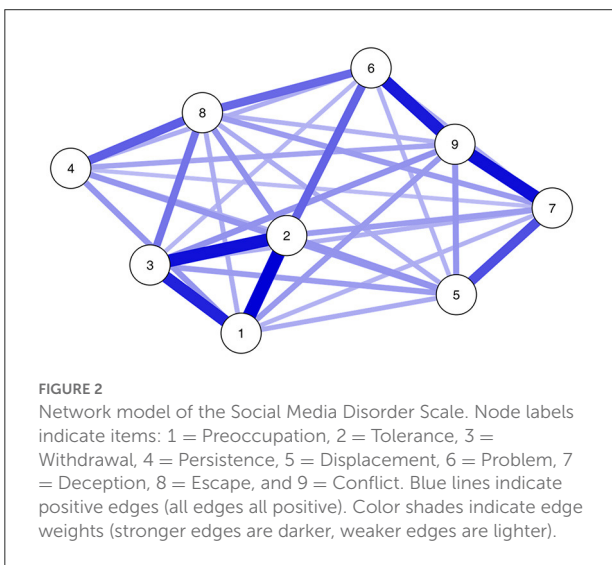 6
8
9
4
7
2
3
5
1
FIGURE 2
Network model of the Social Media Disorder Scale. Node labels
indicate items: 1 = Preoccupation, 2 = Tolerance, 3 =
Withdrawal, 4 = Persistence, 5 = Displacement, 6 = Problem, 7
= Deception, 8 = Escape, and 9 = Conflict. Blue lines indicate
positive edges (all edges all positive). Color shades indicate edge
weights (stronger edges are darker, weaker edges are lighter).